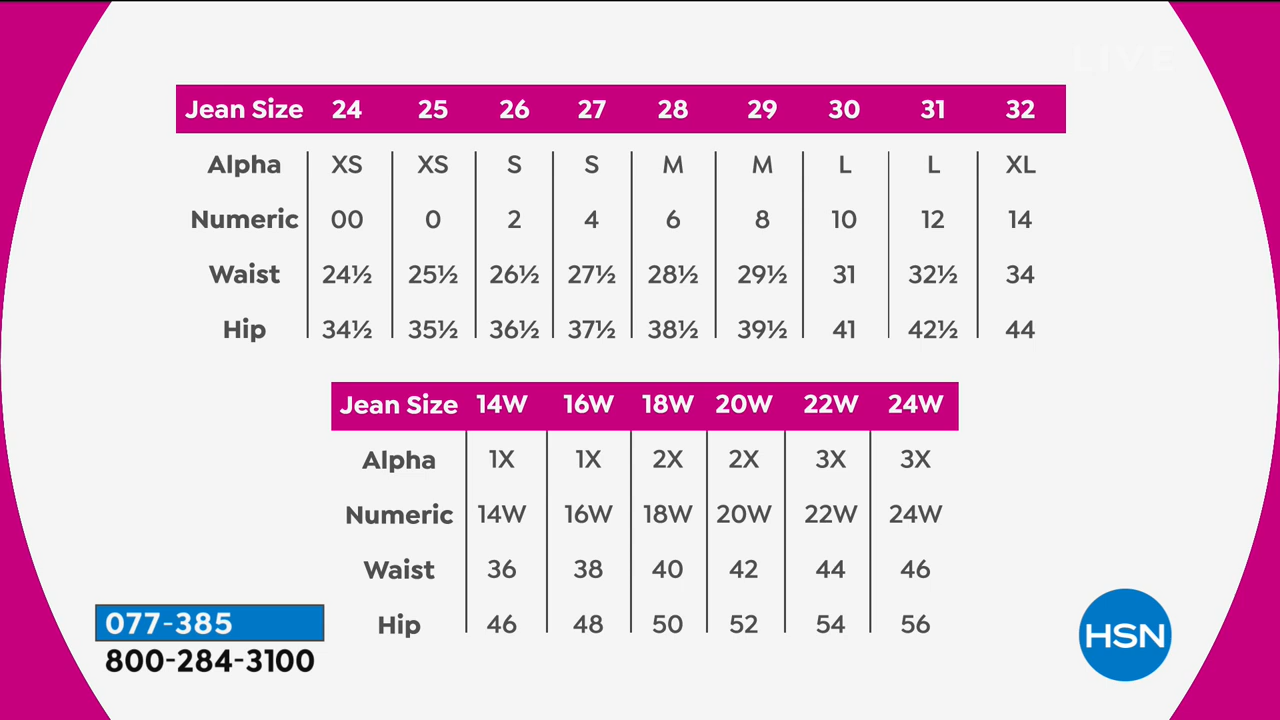 LIVE
Jean Size 24 25 26 27 28 29 30 31 32
Alpha XS XS S S M M L L XL
Numeric 00 0 2 4 6 8 10 12 14
Waist 24½ 25½ 26½ 27½ 28½ 29½ 31 32½ 34
Hip 34½ 35½ 36½ 37½ 38½ 39½ 41 42½ 44
Jean Size 14W 16W 18W 20W 22W 24W
Alpha 1X 1X 2X 2X 3X 3X
Numeric 14W 16W 18W 20W 22W 24W
Waist 36 38 40 42 44 46
Hip 46 48 50 52 54 56
077-385
800-284-3100
HSN